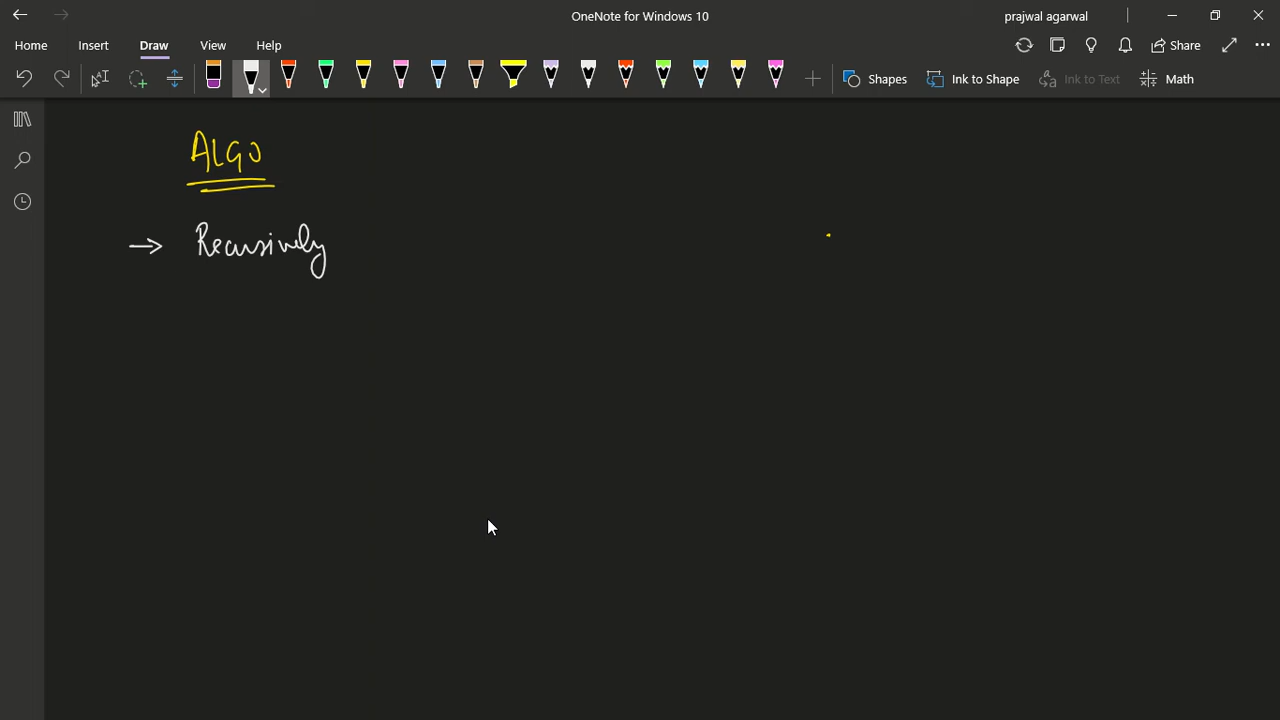 OneNote for Windows 10
prajwal agarwal
Home Insert Draw View Help
Share
Shapes Ink to Shape Ink to Text Math
ALGO
→ Recursively